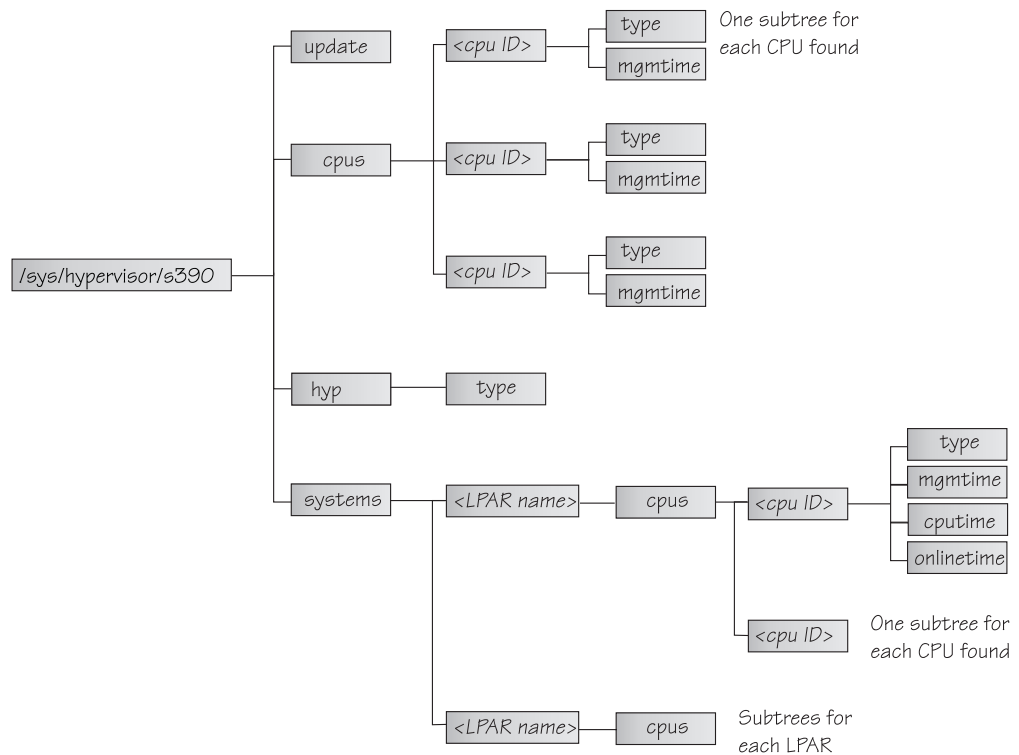 /sys/hypervisor/s390
update
cpus
<cpu ID>
type
mgmtime
One subtree for
each CPU found
<cpu ID>
type
mgmtime
<cpu ID>
type
mgmtime
hyp
type
systems
<LPAR name>
cpus
<cpu ID>
type
mgmtime
cputime
onlinetime
<cpu ID>
One subtree for
each CPU found
<LPAR name>
cpus
Subtrees for
each LPAR